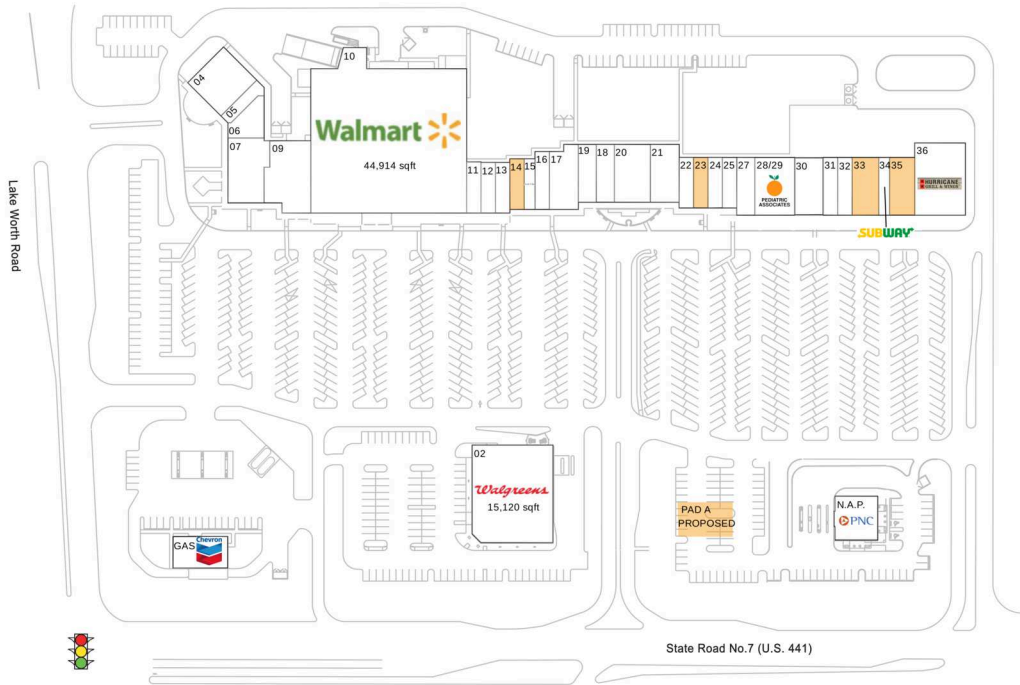 10
04
05
06
07
09
Walmart
44,914 sqft
11
12
13
14
15
16
17
19
18
20
21
22
23
24
25
27
28/29
PEDIATRIC
ASSOCIATES
30
31
32
33
34
35
36
HURRICANE
GRILL & WINGS
SUBWAY
Lake Worth Road
02
Walgreens
15,120 sqft
PAD A
PROPOSED
N.A.P.
PNC
GAS
Chevron
State Road No.7 (U.S. 441)